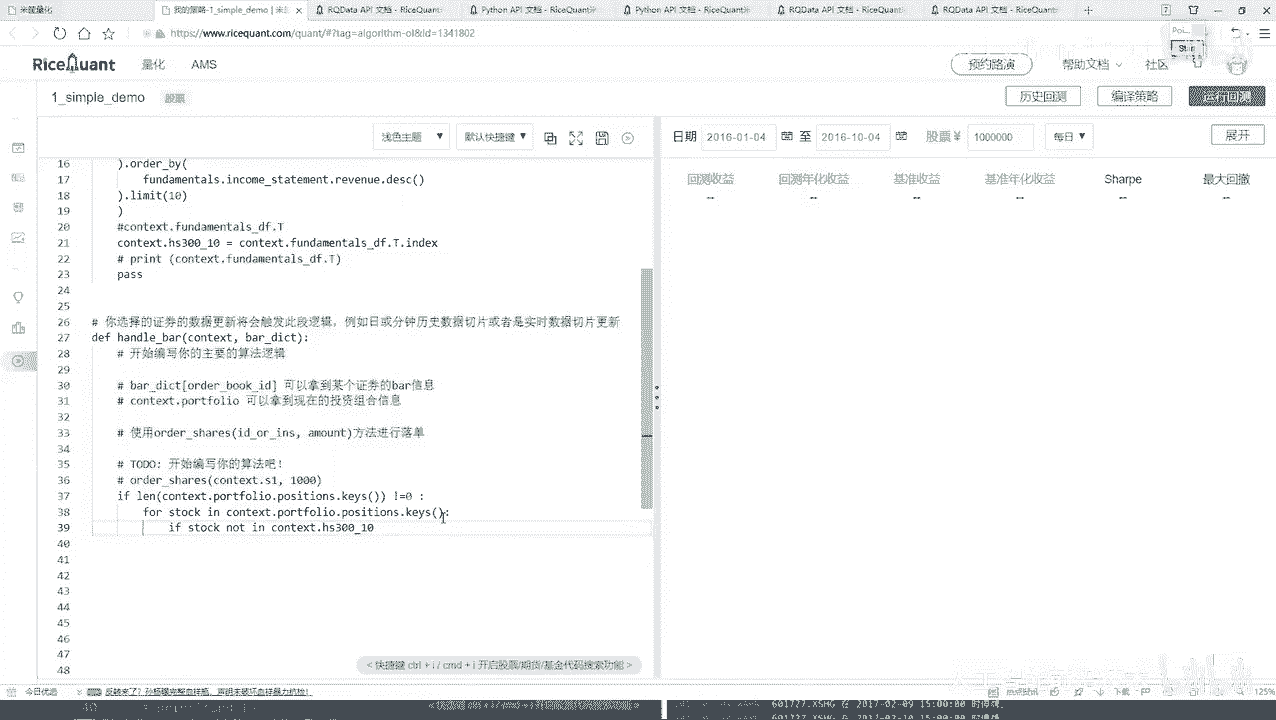 米筐量化
我的策略-1_simple_demo | 米
RQData API 文档 - RiceQuant
Python API 文档 - RiceQuant
Python API 文档 - RiceQuant
RQData API 文档 - RiceQuant
RQData API 文档 - RiceQuant
https://www.ricequant.com/quant/#?tag=algorithm-ol&id=1341802
Stop
RiceQuant 量化 AMS
预约路演 帮助文档 社区
1_simple_demo 股票
历史回测 编译策略 运行回测
浅色主题 默认快捷键
日期 2016-01-04 至 2016-10-04 股票¥ 1000000 每日 展开
回测收益 回测年化收益 基准收益 基准年化收益 Sharpe 最大回撤
-- -- -- -- -- --
16 ).order_by(
17 fundamentals.income_statement.revenue.desc()
18 ).limit(10)
19 )
20 #context.fundamentals_df.T
21 context.hs300_10 = context.fundamentals_df.T.index
22 # print (context.fundamentals_df.T)
23 pass
24
25
26 # 你选择的证券的数据更新将会触发此段逻辑，例如日或分钟历史数据切片或者是实时数据切片更新
27 def handle_bar(context, bar_dict):
28 # 开始编写你的主要的算法逻辑
29
30 # bar_dict[order_book_id] 可以拿到某个证券的bar信息
31 # context.portfolio 可以拿到现在的投资组合信息
32
33 # 使用order_shares(id_or_ins, amount)方法进行落单
34
35 # TODO: 开始编写你的算法吧！
36 # order_shares(context.s1, 1000)
37 if len(context.portfolio.positions.keys()) !=0 :
38 for stock in context.portfolio.positions.keys():
39 if stock not in context.hs300_10
40
41
42
43
44
45
46
47
48
< 快捷键 ctrl + i / cmd + i 开启股票/期货/基金代码搜索功能 >
今日优选
下载
125%
601727.XSHG 在 2017-02-09 15:00:00 时停牌.